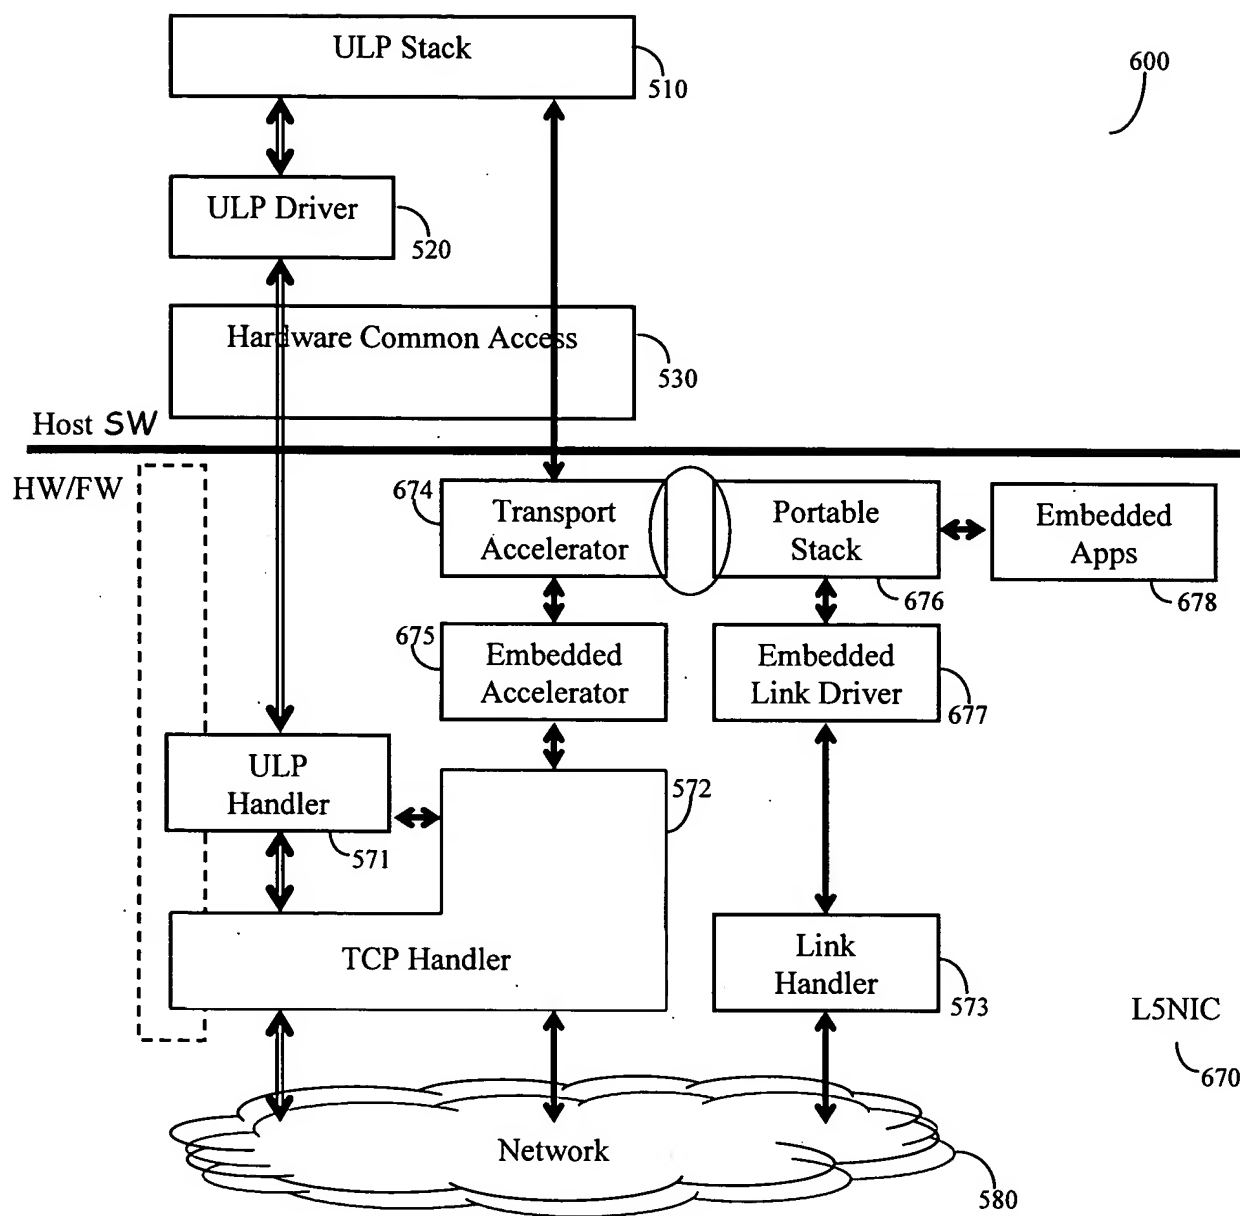 ULP Stack
510
600
ULP Driver
520
Hardware Common Access
530
Host SW
HW/FW
674
Transport
Accelerator
Portable
Stack
676
Embedded
Apps
678
675
Embedded
Accelerator
Embedded
Link Driver
677
ULP
Handler
571
572
TCP Handler
Link
Handler
573
L5NIC
670
Network
580